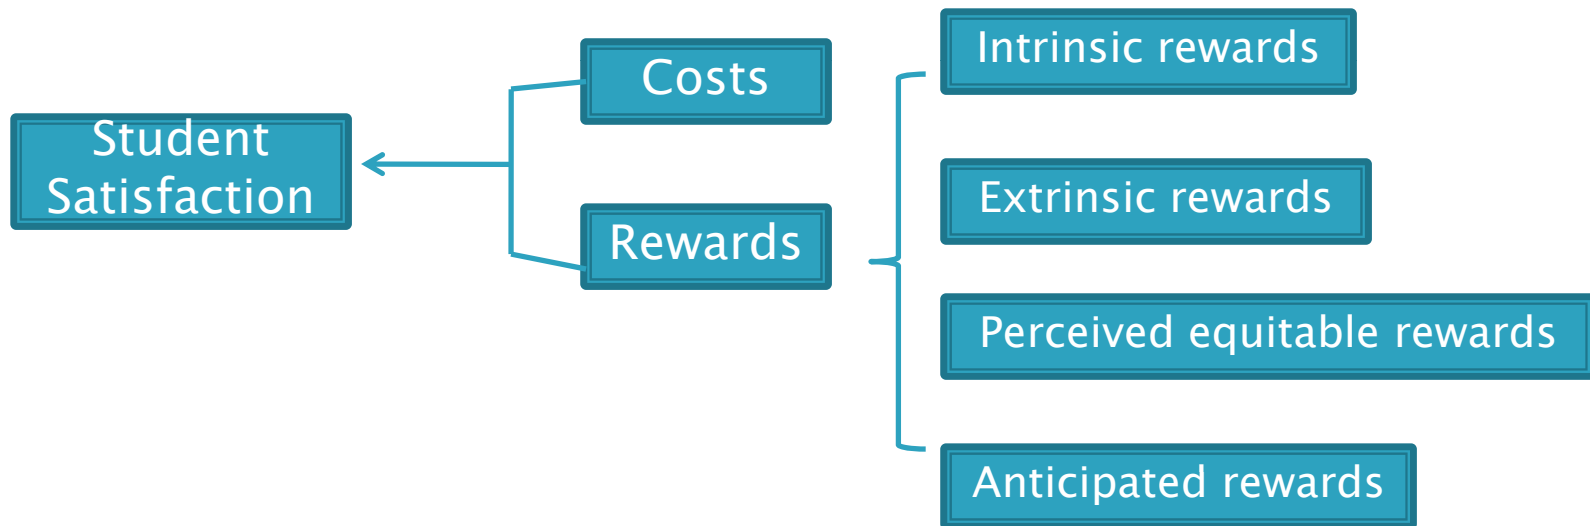 Student
Satisfaction
Costs
Rewards
Intrinsic rewards
Extrinsic rewards
Perceived equitable rewards
Anticipated rewards